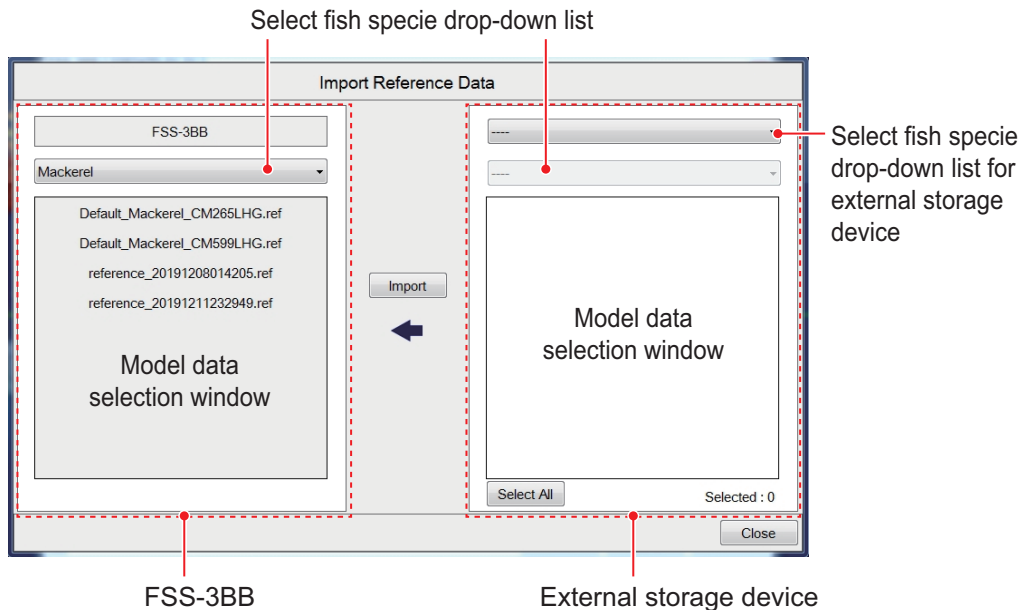 Select fish specie drop-down list
Import Reference Data
FSS-3BB
Mackerel
Default_Mackerel_CM265LHG.ref
Default_Mackerel_CM599LHG.ref
reference_20191208014205.ref
reference_20191211232949.ref
Model data
selection window
Import
----
----
Model data
selection window
Select All
Selected : 0
Close
Select fish specie
drop-down list for
external storage
device
FSS-3BB
External storage device